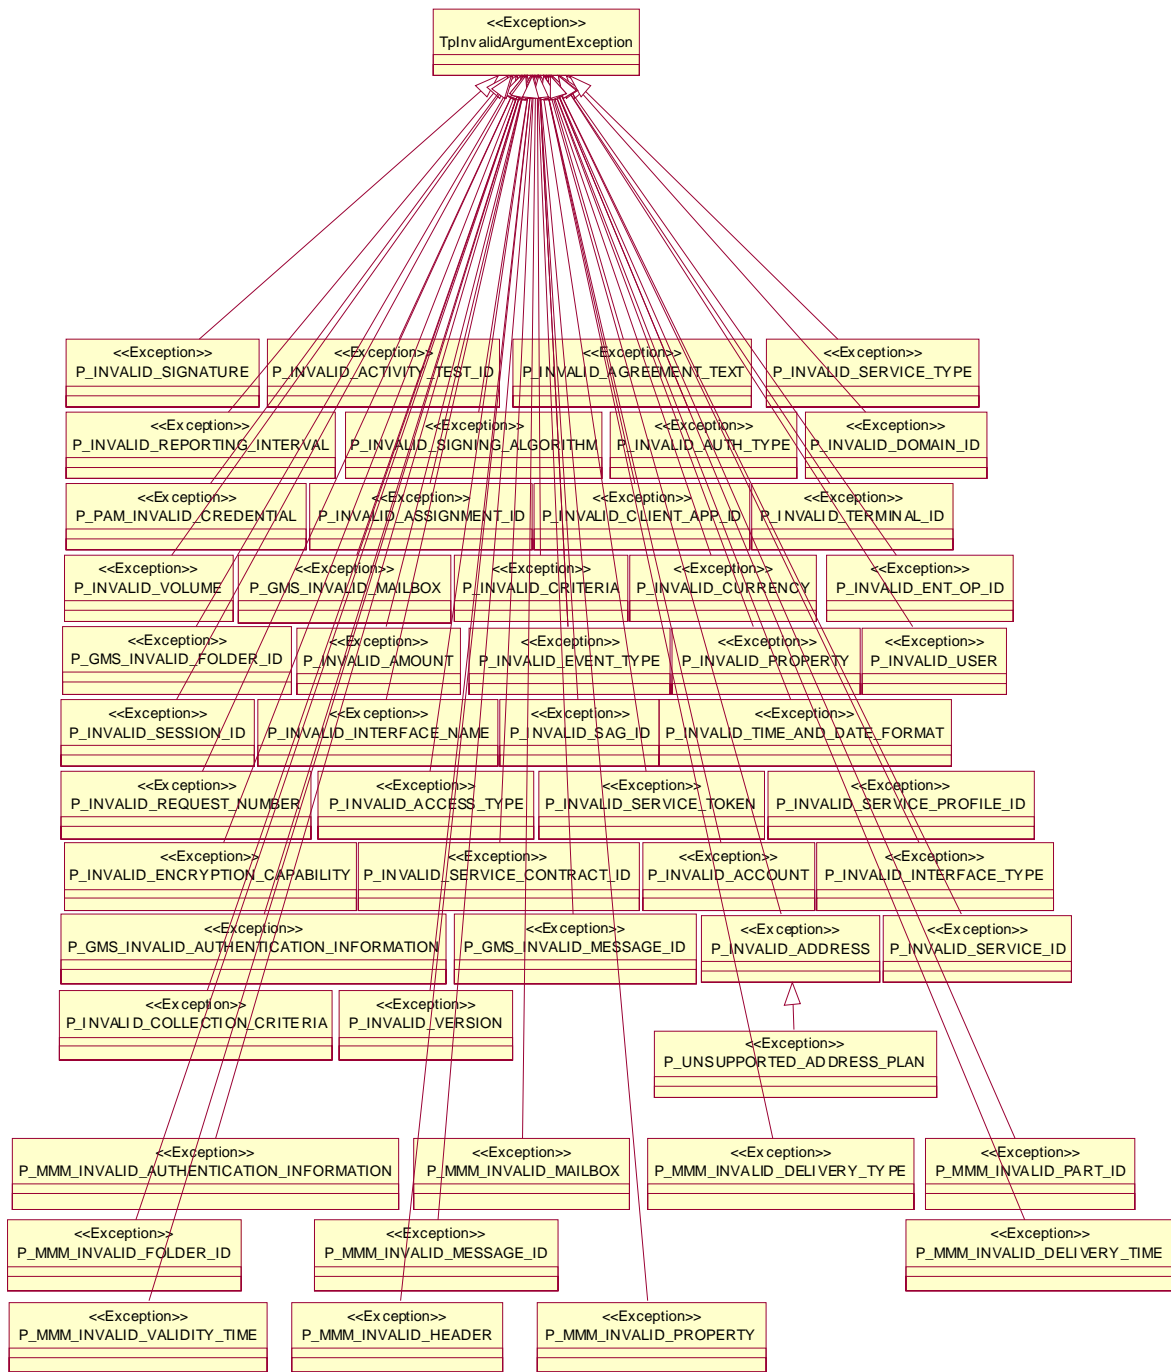 <<Exception>>
TpInvalidArgumentException
<<Exception>>
P_INVALID_SIGNATURE
<<Exception>>
P_INVALID_ACTIVITY_TEST_ID
<<Exception>>
P_INVALID_AGREEMENT_TEXT
<<Exception>>
P_INVALID_SERVICE_TYPE
<<Exception>>
P_INVALID_REPORTING_INTERVAL
<<Exception>>
P_INVALID_SIGNING_ALGORITHM
<<Exception>>
P_INVALID_AUTH_TYPE
<<Exception>>
P_INVALID_DOMAIN_ID
<<Exception>>
P_PAM_INVALID_CREDENTIAL
<<Exception>>
P_INVALID_ASSIGNMENT_ID
<<Exception>>
P_INVALID_CLIENT_APP_ID
<<Exception>>
P_INVALID_TERMINAL_ID
<<Exception>>
P_INVALID_VOLUME
<<Exception>>
P_GMS_INVALID_MAILBOX
<<Exception>>
P_INVALID_CRITERIA
<<Exception>>
P_INVALID_CURRENCY
<<Exception>>
P_INVALID_ENT_OP_ID
<<Exception>>
P_GMS_INVALID_FOLDER_ID
<<Exception>>
P_INVALID_AMOUNT
<<Exception>>
P_INVALID_EVENT_TYPE
<<Exception>>
P_INVALID_PROPERTY
<<Exception>>
P_INVALID_USER
<<Exception>>
P_INVALID_SESSION_ID
<<Exception>>
P_INVALID_INTERFACE_NAME
<<Exception>>
P_INVALID_SAG_ID
<<Exception>>
P_INVALID_TIME_AND_DATE_FORMAT
<<Exception>>
P_INVALID_REQUEST_NUMBER
<<Exception>>
P_INVALID_ACCESS_TYPE
<<Exception>>
P_INVALID_SERVICE_TOKEN
<<Exception>>
P_INVALID_SERVICE_PROFILE_ID
<<Exception>>
P_INVALID_ENCRYPTION_CAPABILITY
<<Exception>>
P_INVALID_SERVICE_CONTRACT_ID
<<Exception>>
P_INVALID_ACCOUNT
<<Exception>>
P_INVALID_INTERFACE_TYPE
<<Exception>>
P_GMS_INVALID_AUTHENTICATION_INFORMATION
<<Exception>>
P_GMS_INVALID_MESSAGE_ID
<<Exception>>
P_INVALID_ADDRESS
<<Exception>>
P_INVALID_SERVICE_ID
<<Exception>>
P_INVALID_COLLECTION_CRITERIA
<<Exception>>
P_INVALID_VERSION
<<Exception>>
P_UNSUPPORTED_ADDRESS_PLAN
<<Exception>>
P_MMM_INVALID_AUTHENTICATION_INFORMATION
<<Exception>>
P_MMM_INVALID_MAILBOX
<<Exception>>
P_MMM_INVALID_DELIVERY_TYPE
<<Exception>>
P_MMM_INVALID_PART_ID
<<Exception>>
P_MMM_INVALID_FOLDER_ID
<<Exception>>
P_MMM_INVALID_MESSAGE_ID
<<Exception>>
P_MMM_INVALID_DELIVERY_TIME
<<Exception>>
P_MMM_INVALID_VALIDITY_TIME
<<Exception>>
P_MMM_INVALID_HEADER
<<Exception>>
P_MMM_INVALID_PROPERTY